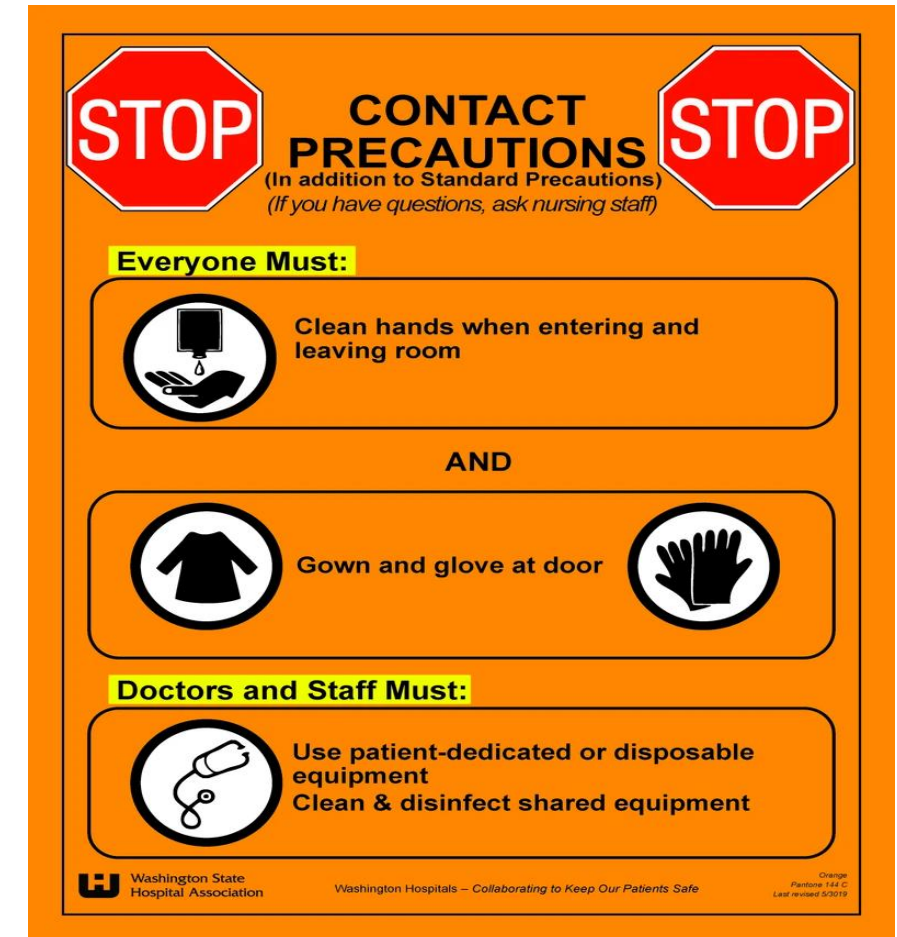 STOP
CONTACT
PRECAUTIONS
STOP
(In addition to Standard Precautions)
(If you have questions, ask nursing staff)
Everyone Must:
Clean hands when entering and
leaving room
AND
Gown and glove at door
Doctors and Staff Must:
Use patient-dedicated or disposable
equipment
Clean & disinfect shared equipment
Washington State
Hospital Association
Washington Hospitals – Collaborating to Keep Our Patients Safe
Orange
Pantone 144 C
Last revised 5/3019